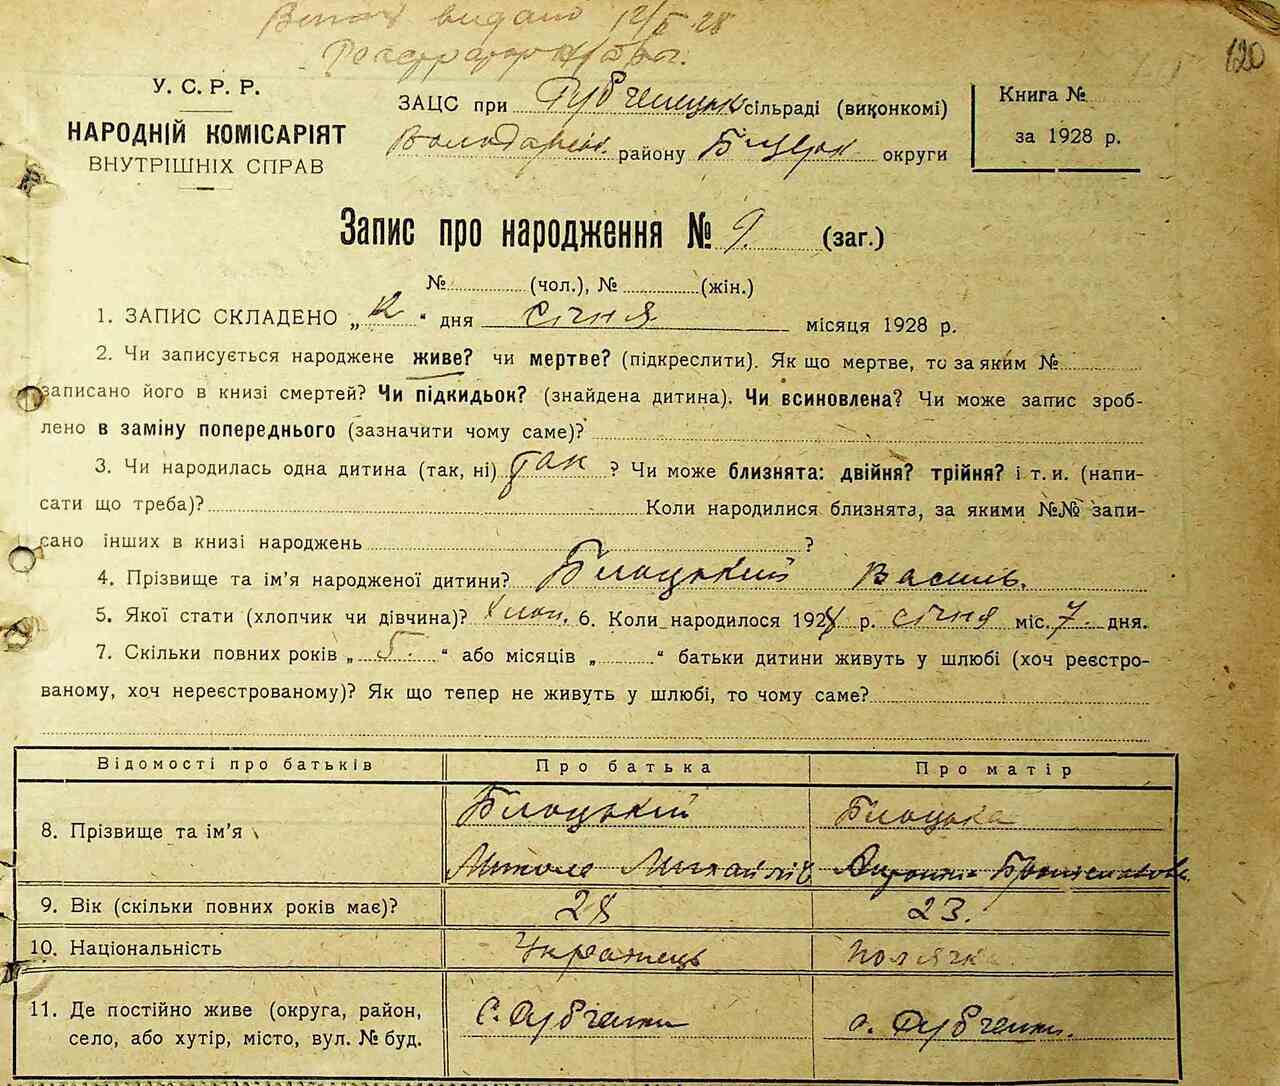 видано 12/ 28
120
У. С. Р. Р.
НАРОДНІЙ КОМІСАРІЯТ
ВНУТРІШНІХ СПРАВ
ЗАЦС при сільраді (виконкомі)
Володарськ. району Б.Церк округи
Книга №
за 1928 р.
Запис про народження № 9. (заг.)
№ (чол.), № (жін.)
1. ЗАПИС СКЛАДЕНО „ “ дня січня місяця 1928 р.
2. Чи записується народжене живе? чи мертве? (підкреслити). Як що мертве, то за яким №
записано його в книзі смертей? Чи підкидьок? (знайдена дитина). Чи всиновлена? Чи може запис зроб-
лено в заміну попереднього (зазначити чому саме)?
3. Чи народилась одна дитина (так, ні) так ? Чи може близнята: двійня? трійня? і т. и. (напи-
сати що треба)? Коли народилися близнята, за якими №№ запи-
сано інших в книзі народжень ?
4. Прізвище та ім’я народженої дитини? Білоцький Василь.
5. Якої стати (хлопчик чи дівчина)? Хлоп. 6. Коли народилося 1928 р. січня міс. 7. дня.
7. Скільки повних років „ 5. “ або місяців „ “ батьки дитини живуть у шлюбі (хоч реєстро-
ваному, хоч нереєстрованому)? Як що тепер не живуть у шлюбі, то чому саме?
Відомості про батьків Про батька Про матір
8. Прізвище та ім’я Білоцький Білоцька
Микола Михайлів
9. Вік (скільки повних років має)? 28 23.
10. Національність Українець Полячка
11. Де постійно живе (округа, район,
село, або хутір, місто, вул. № буд.
с. Дубченки с. Дубченки.